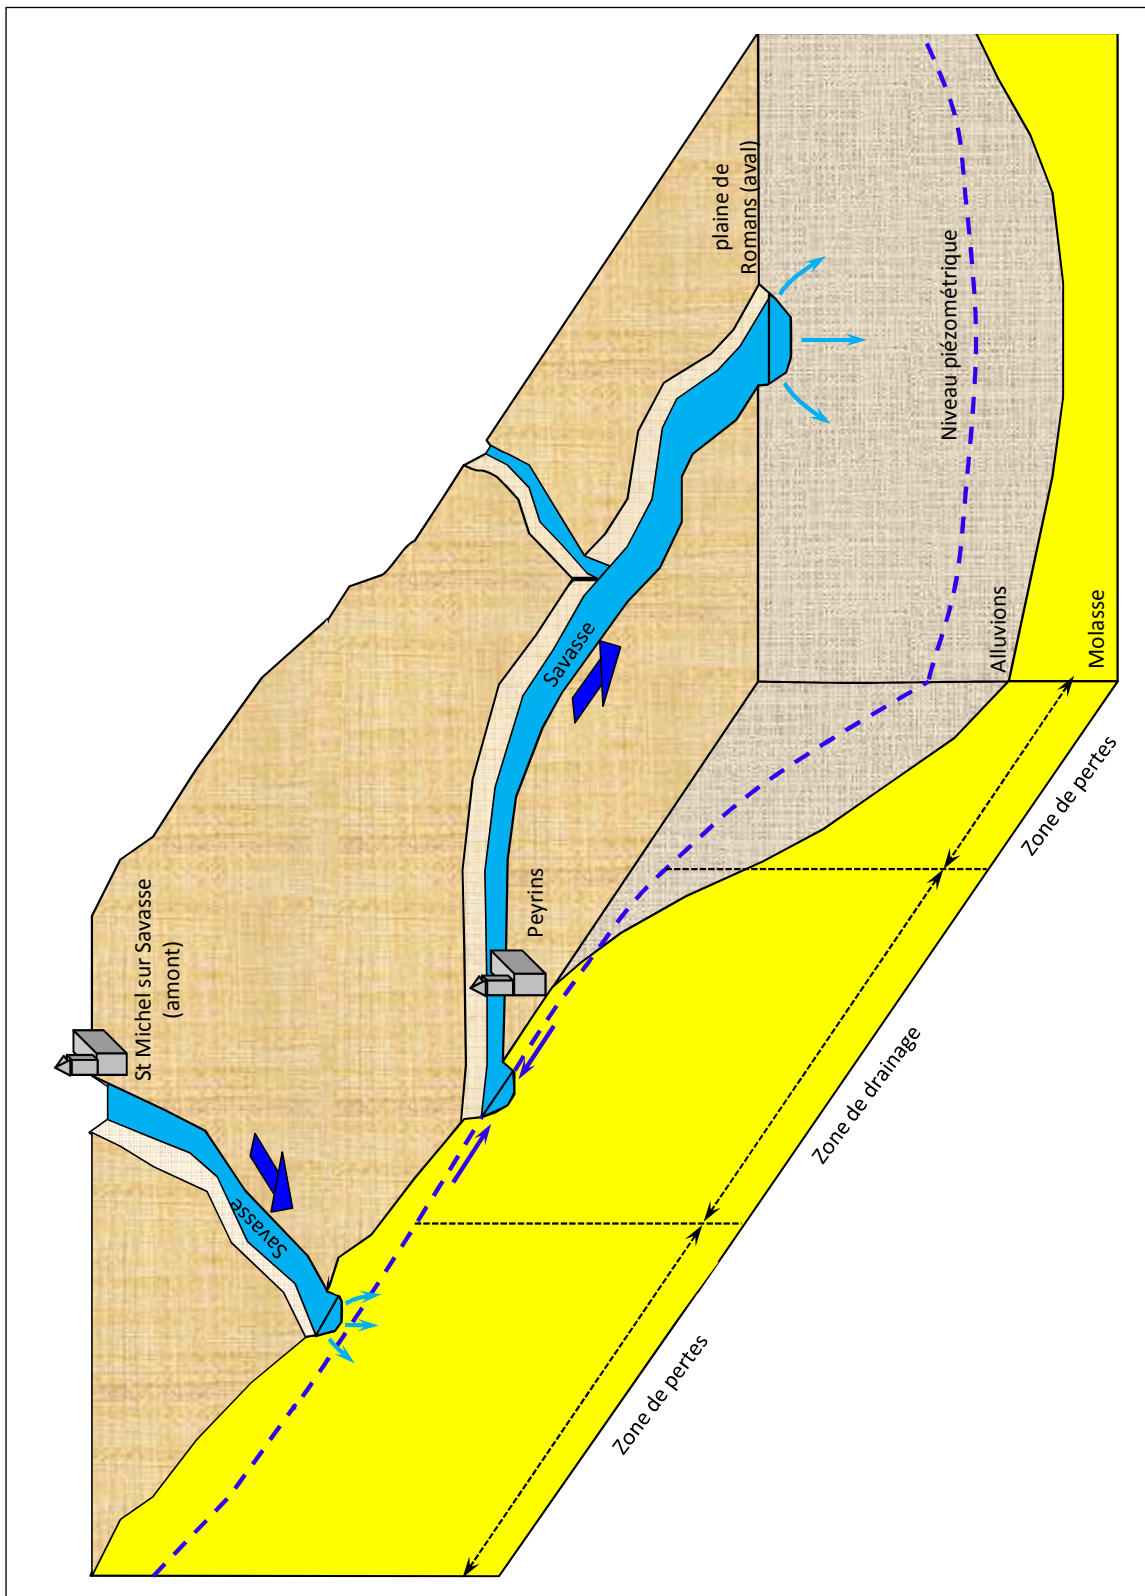 St Michel sur Savasse
(amont)
Savasse
Peyrins
Savasse
plaine de
Romans (aval)
Niveau piézométrique
Alluvions
Molasse
Zone de pertes
Zone de drainage
Zone de pertes